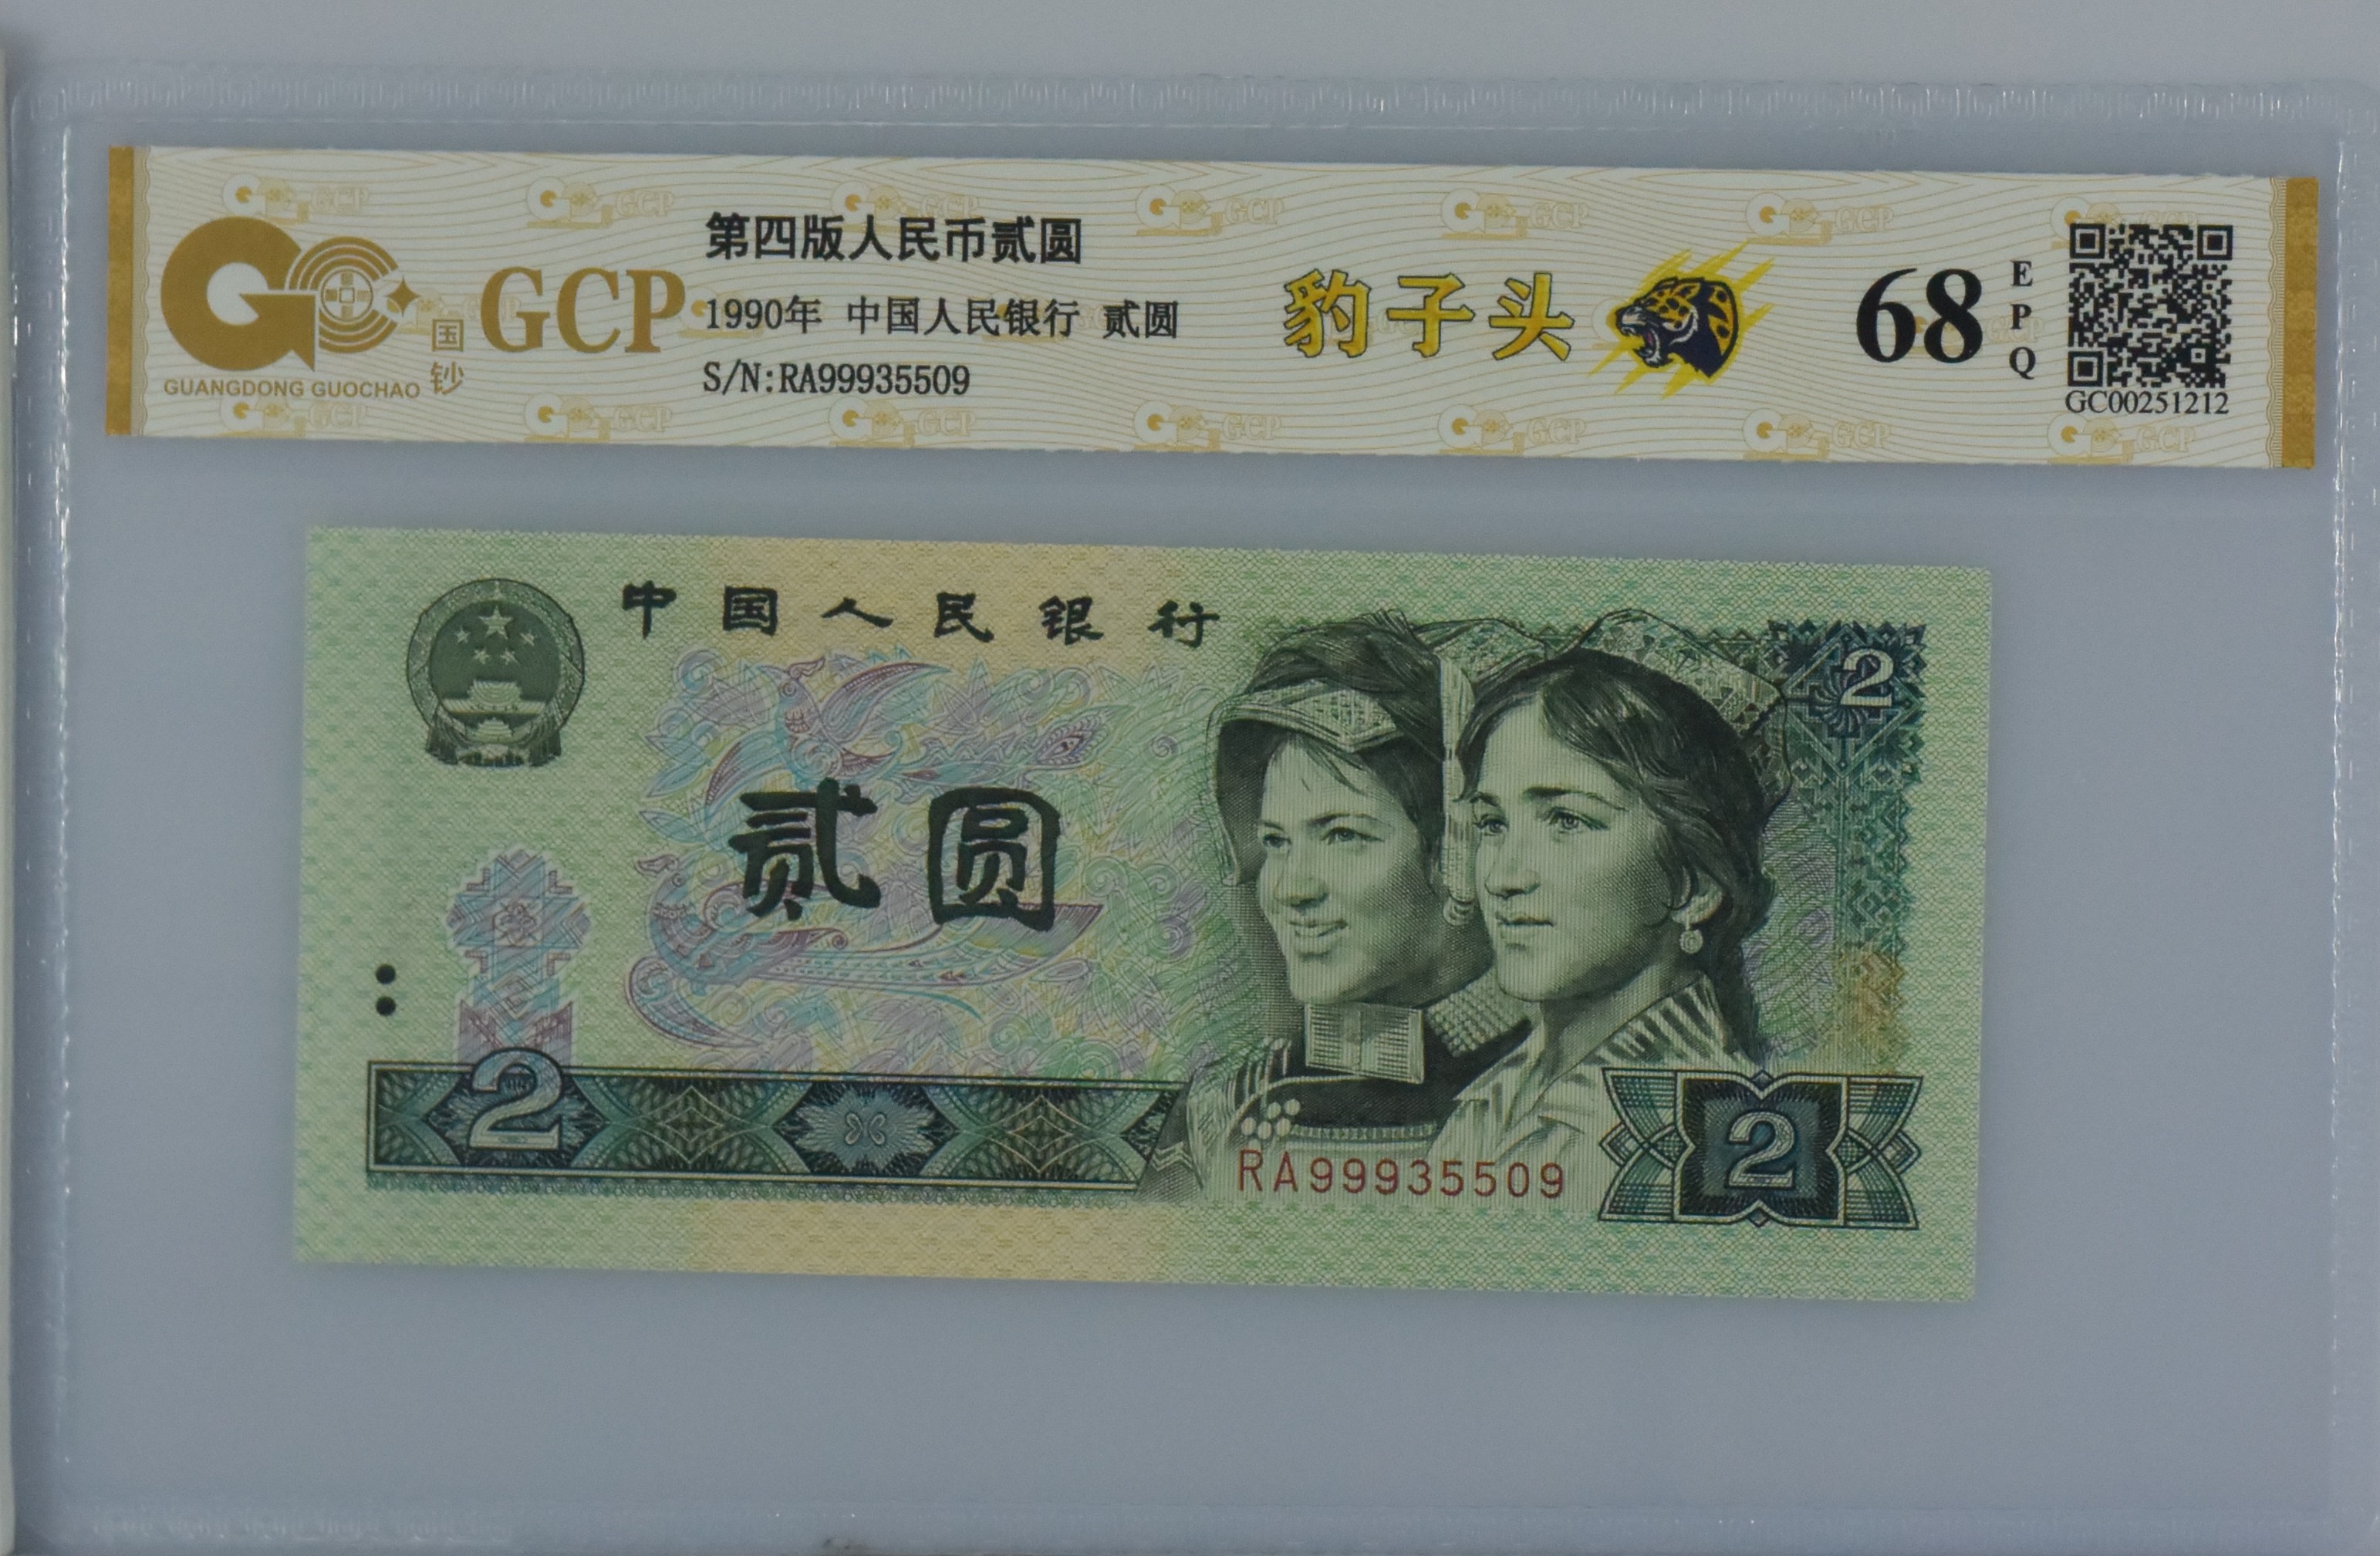 GCP
国钞
GUANGDONG GUOCHAO
第四版人民币贰圆
1990年 中国人民银行 贰圆
S/N:RA99935509
豹子头
68
EPQ
GC00251212
中国人民银行
2
贰圆
2
RA99935509
2